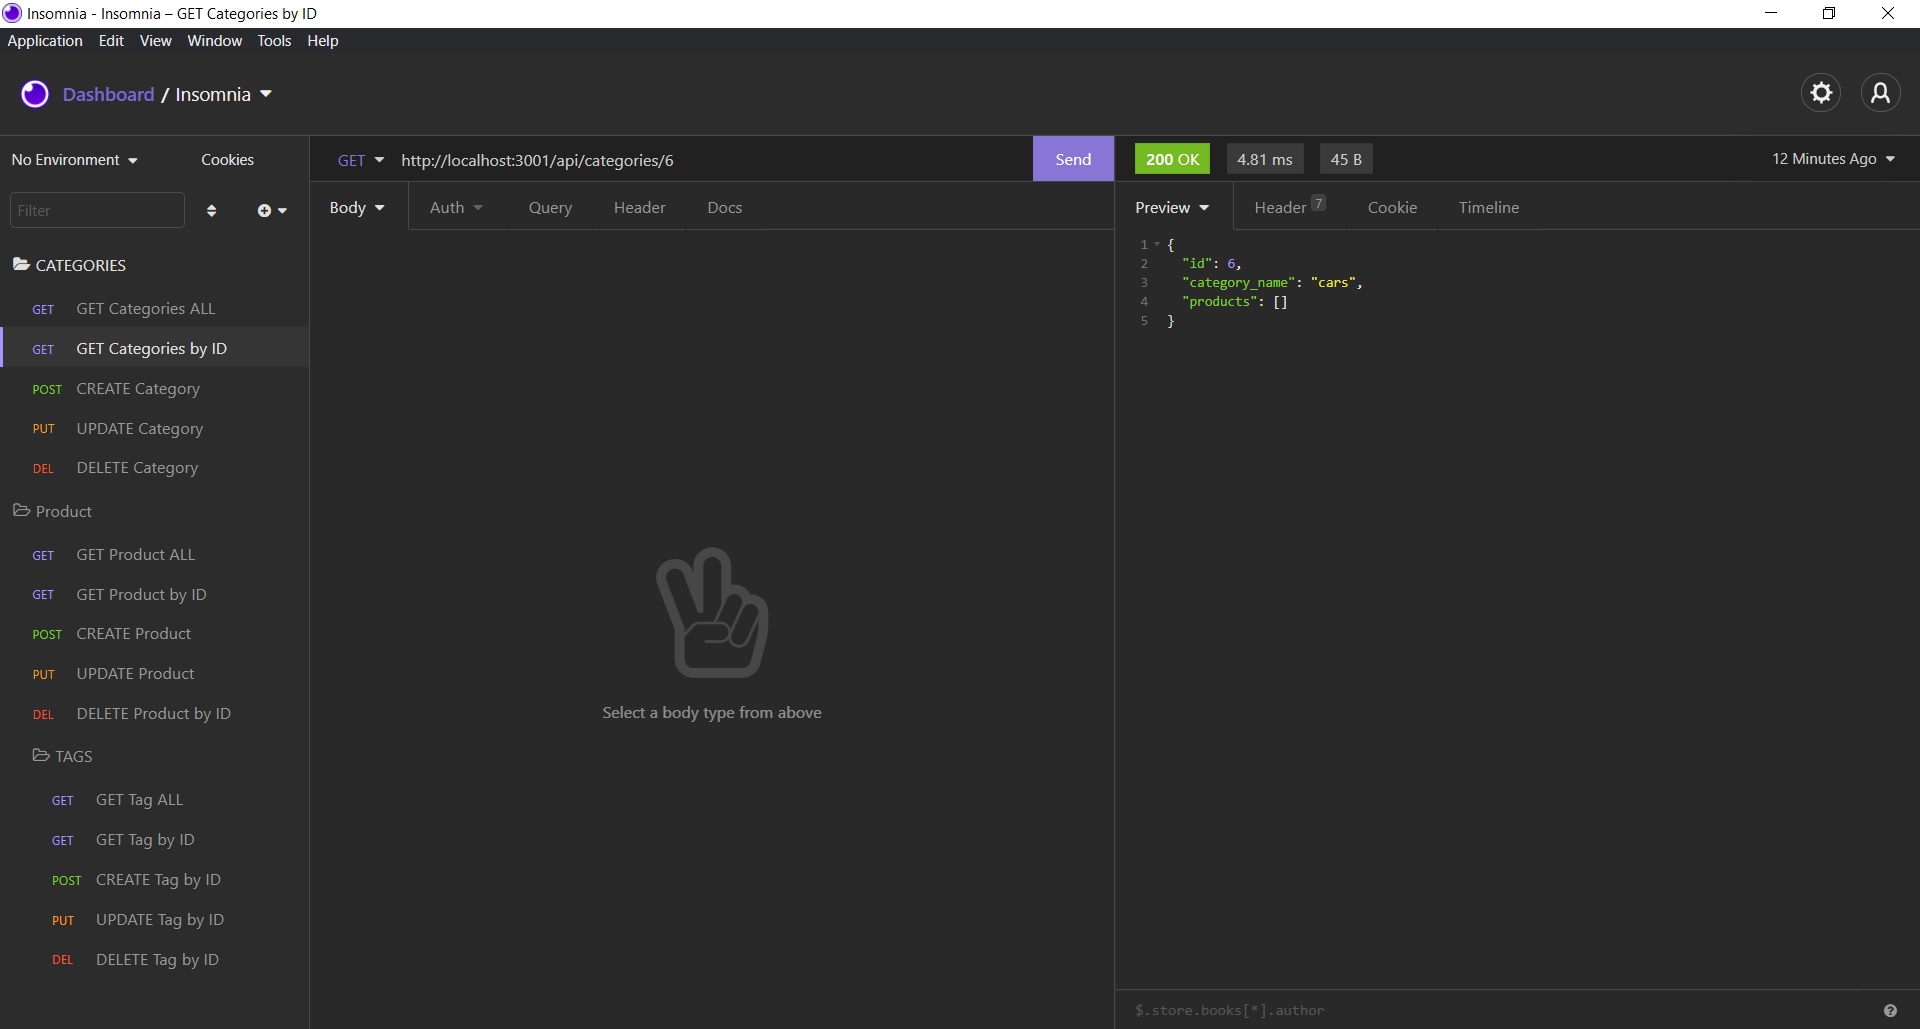 Insomnia - Insomnia – GET Categories by ID
Application Edit View Window Tools Help
Dashboard / Insomnia
No Environment Cookies
Filter
CATEGORIES
GET GET Categories ALL
GET GET Categories by ID
POST CREATE Category
PUT UPDATE Category
DEL DELETE Category
Product
GET GET Product ALL
GET GET Product by ID
POST CREATE Product
PUT UPDATE Product
DEL DELETE Product by ID
TAGS
GET GET Tag ALL
GET GET Tag by ID
POST CREATE Tag by ID
PUT UPDATE Tag by ID
DEL DELETE Tag by ID
GET http://localhost:3001/api/categories/6 Send
Body Auth Query Header Docs
Select a body type from above
200 OK 4.81 ms 45 B 12 Minutes Ago
Preview Header 7 Cookie Timeline
1 {
2 "id": 6,
3 "category_name": "cars",
4 "products": []
5 }
$.store.books[*].author